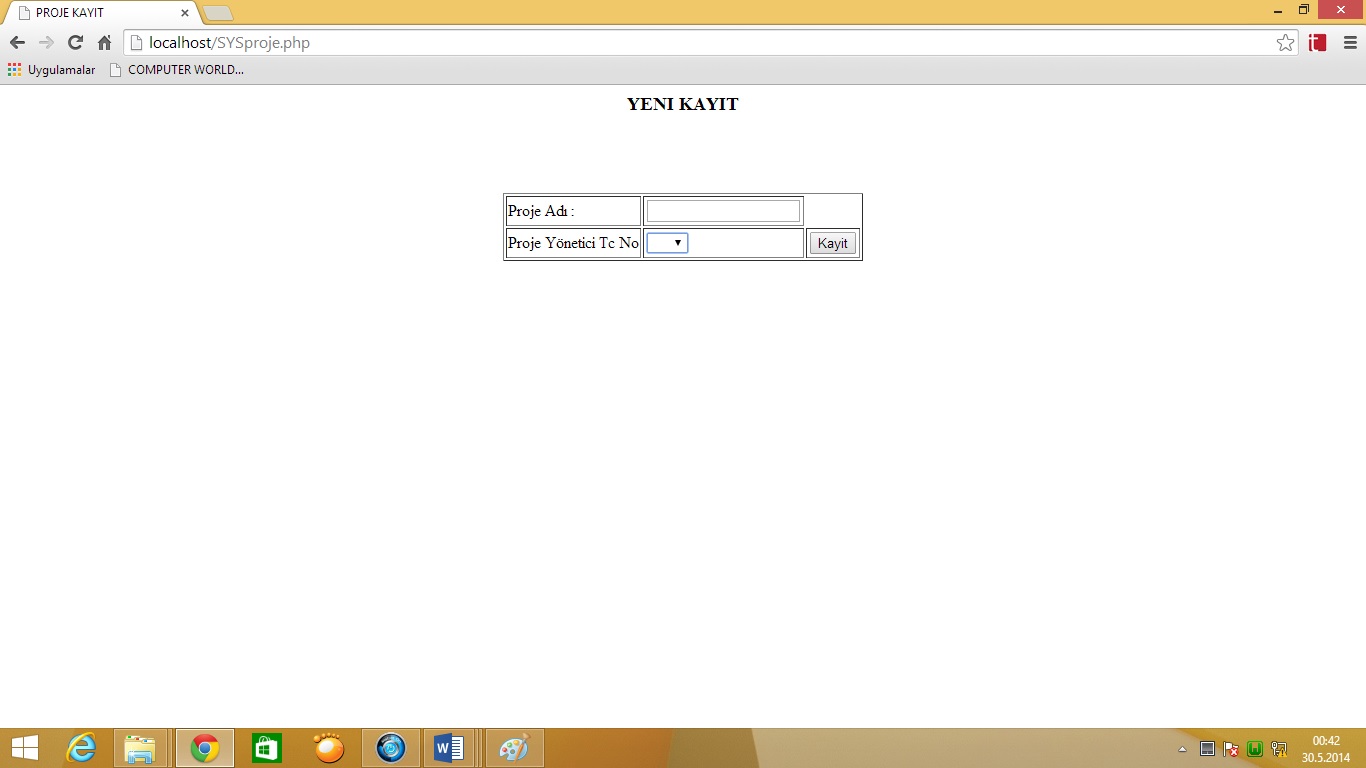 PROJE KAYIT
localhost/SYSproje.php
Uygulamalar COMPUTER WORLD...
YENI KAYIT
Proje Adı :
Proje Yönetici Tc No Kayit
00:42
30.5.2014